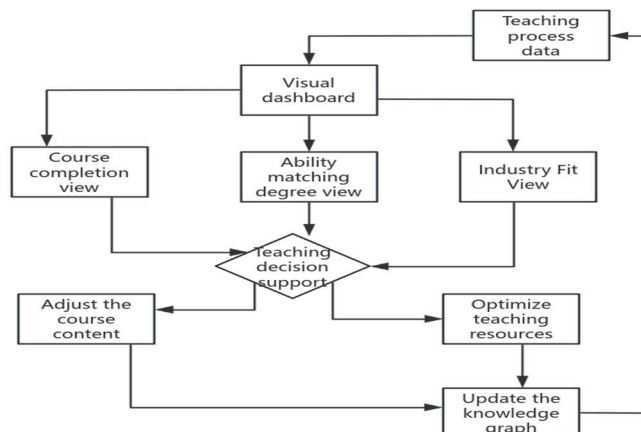 Teaching
process
data
Visual
dashboard
Course
completion
view
Ability
matching
degree view
Industry Fit
View
Teaching
decision
support
Adjust the
course
content
Optimize
teaching
resources
Update the
knowledge
graph